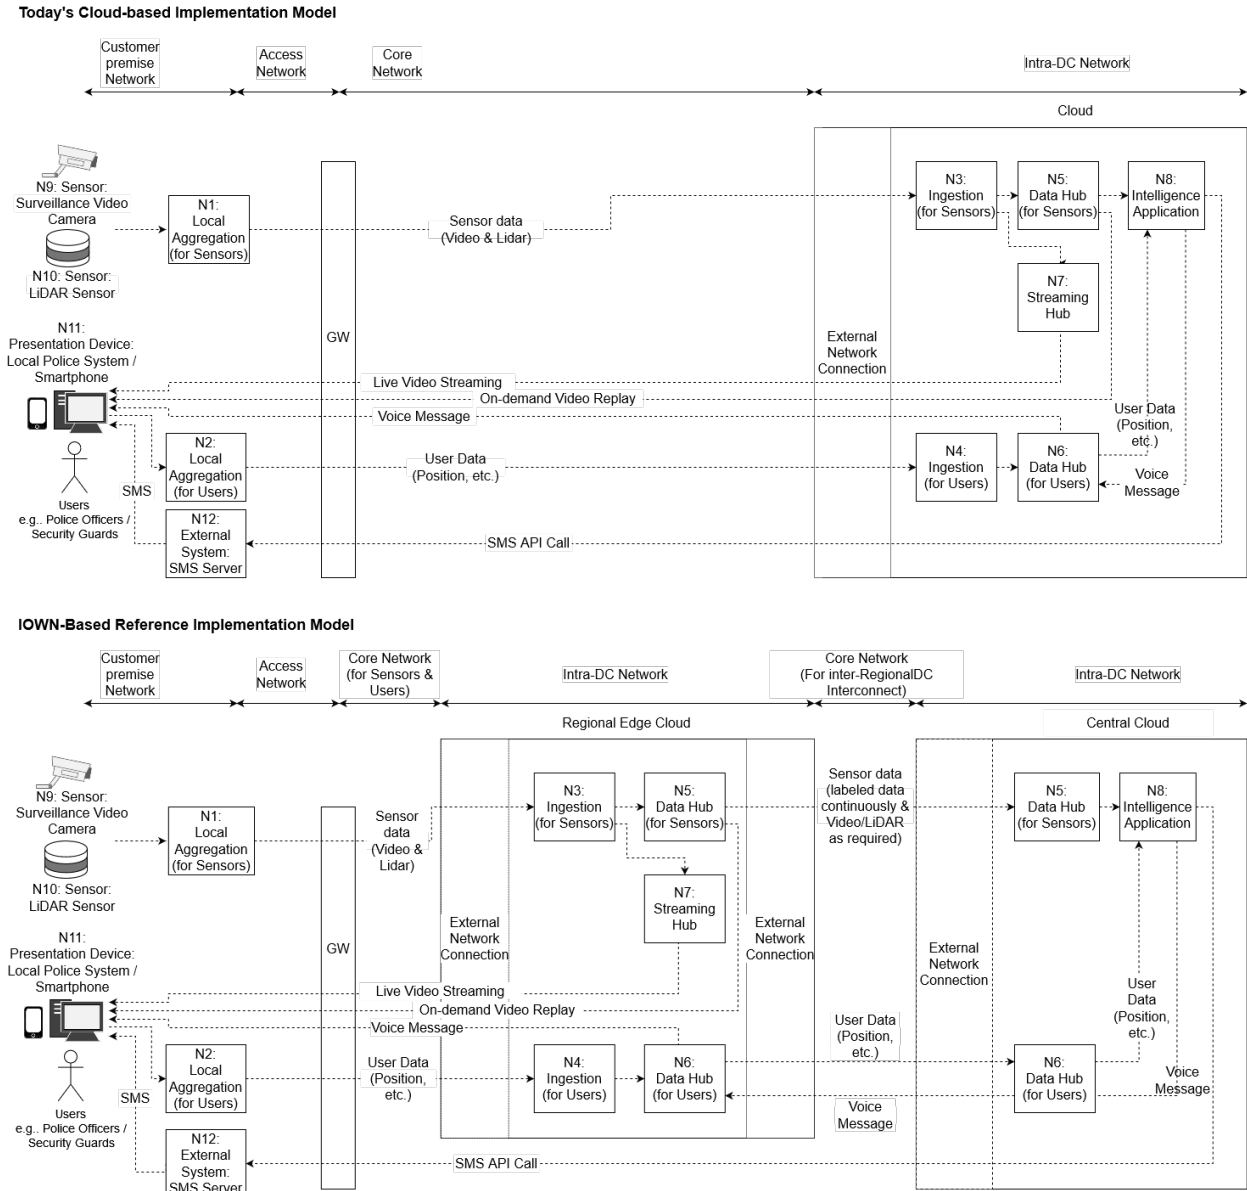 Today's Cloud-based Implementation Model
Customer
premise
Network
Access
Network
Core
Network
Intra-DC Network
Cloud
N9: Sensor:
Surveillance Video
Camera
N10: Sensor:
LiDAR Sensor
N1:
Local
Aggregation
(for Sensors)
Sensor data
(Video & Lidar)
N3:
Ingestion
(for Sensors)
N5:
Data Hub
(for Sensors)
N8:
Intelligence
Application
N7:
Streaming
Hub
N11:
Presentation Device:
Local Police System /
Smartphone
GW
External
Network
Connection
Live Video Streaming
On-demand Video Replay
Voice Message
User Data
(Position,
etc.)
N2:
Local
Aggregation
(for Users)
User Data
(Position, etc.)
N4:
Ingestion
(for Users)
N6:
Data Hub
(for Users)
Voice
Message
SMS
Users
e.g.. Police Officers /
Security Guards
N12:
External
System:
SMS Server
SMS API Call
IOWN-Based Reference Implementation Model
Customer
premise
Network
Access
Network
Core Network
(for Sensors &
Users)
Intra-DC Network
Core Network
(For inter-RegionalDC
Interconnect)
Intra-DC Network
Regional Edge Cloud
Central Cloud
N9: Sensor:
Surveillance Video
Camera
N10: Sensor:
LiDAR Sensor
N1:
Local
Aggregation
(for Sensors)
Sensor
data
(Video &
Lidar)
N3:
Ingestion
(for Sensors)
N5:
Data Hub
(for Sensors)
Sensor data
(labeled data
continuously &
Video/LiDAR
as required)
N5:
Data Hub
(for Sensors)
N8:
Intelligence
Application
N7:
Streaming
Hub
N11:
Presentation Device:
Local Police System /
Smartphone
GW
External
Network
Connection
External
Network
Connection
External
Network
Connection
Live Video Streaming
On-demand Video Replay
Voice Message
User Data
(Position,
etc.)
User
Data
(Position,
etc.)
N2:
Local
Aggregation
(for Users)
User Data
(Position,
etc.)
N4:
Ingestion
(for Users)
N6:
Data Hub
(for Users)
N6:
Data Hub
(for Users)
Voice
Message
Voice
Message
SMS
Users
e.g.. Police Officers /
Security Guards
N12:
External
System:
SMS Server
SMS API Call